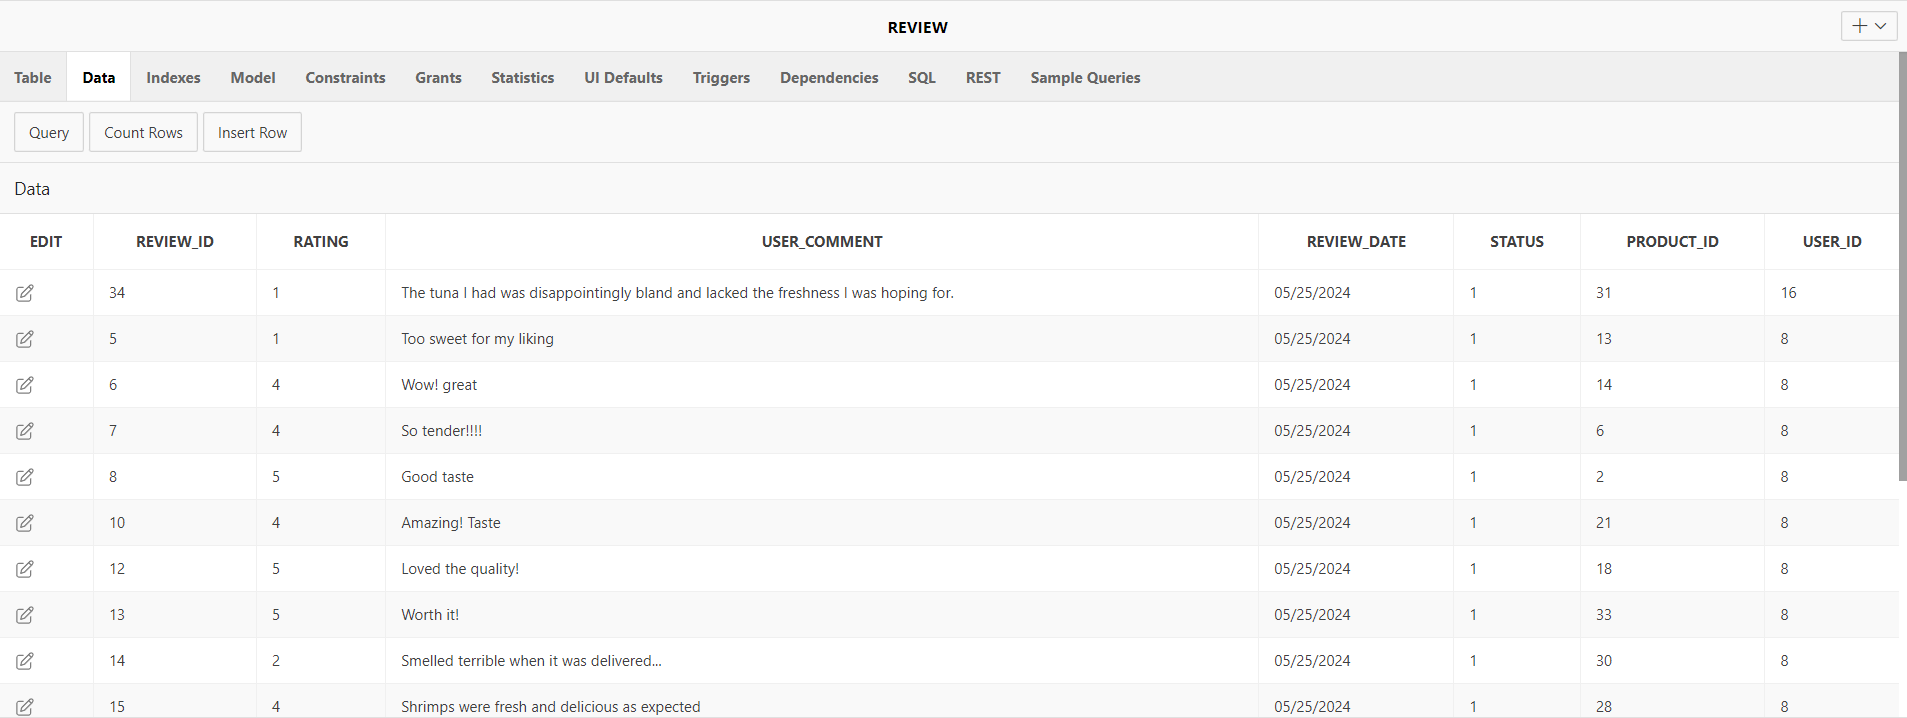 REVIEW
Table Data Indexes Model Constraints Grants Statistics UI Defaults Triggers Dependencies SQL REST Sample Queries
Query Count Rows Insert Row
Data
EDIT REVIEW_ID RATING USER_COMMENT REVIEW_DATE STATUS PRODUCT_ID USER_ID
34 1 The tuna I had was disappointingly bland and lacked the freshness I was hoping for. 05/25/2024 1 31 16
5 1 Too sweet for my liking 05/25/2024 1 13 8
6 4 Wow! great 05/25/2024 1 14 8
7 4 So tender!!!! 05/25/2024 1 6 8
8 5 Good taste 05/25/2024 1 2 8
10 4 Amazing! Taste 05/25/2024 1 21 8
12 5 Loved the quality! 05/25/2024 1 18 8
13 5 Worth it! 05/25/2024 1 33 8
14 2 Smelled terrible when it was delivered... 05/25/2024 1 30 8
15 4 Shrimps were fresh and delicious as expected 05/25/2024 1 28 8